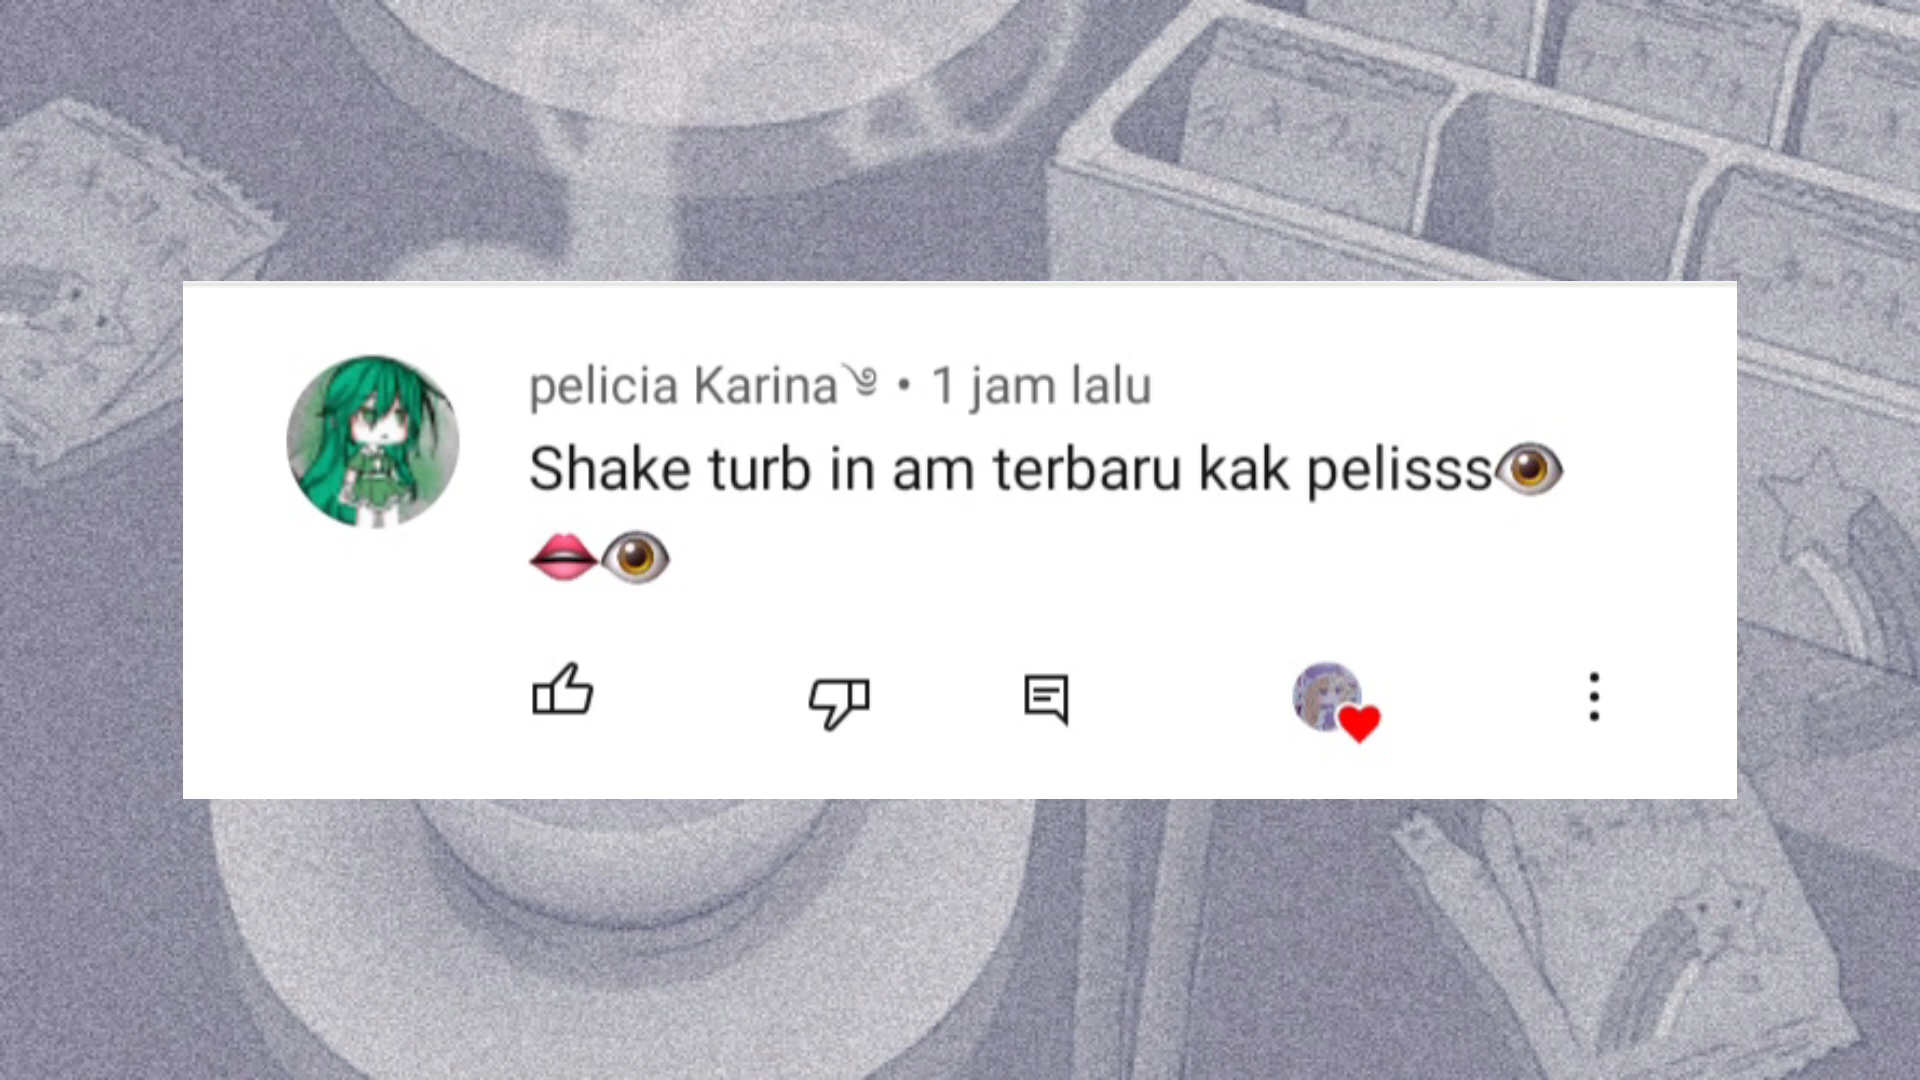 pelicia Karina༄ • 1 jam lalu
Shake turb in am terbaru kak pelisss👁
👄👁